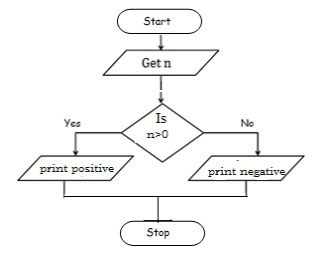 Start
Get n
Is
n>0
Yes
No
print positive
print negative
Stop